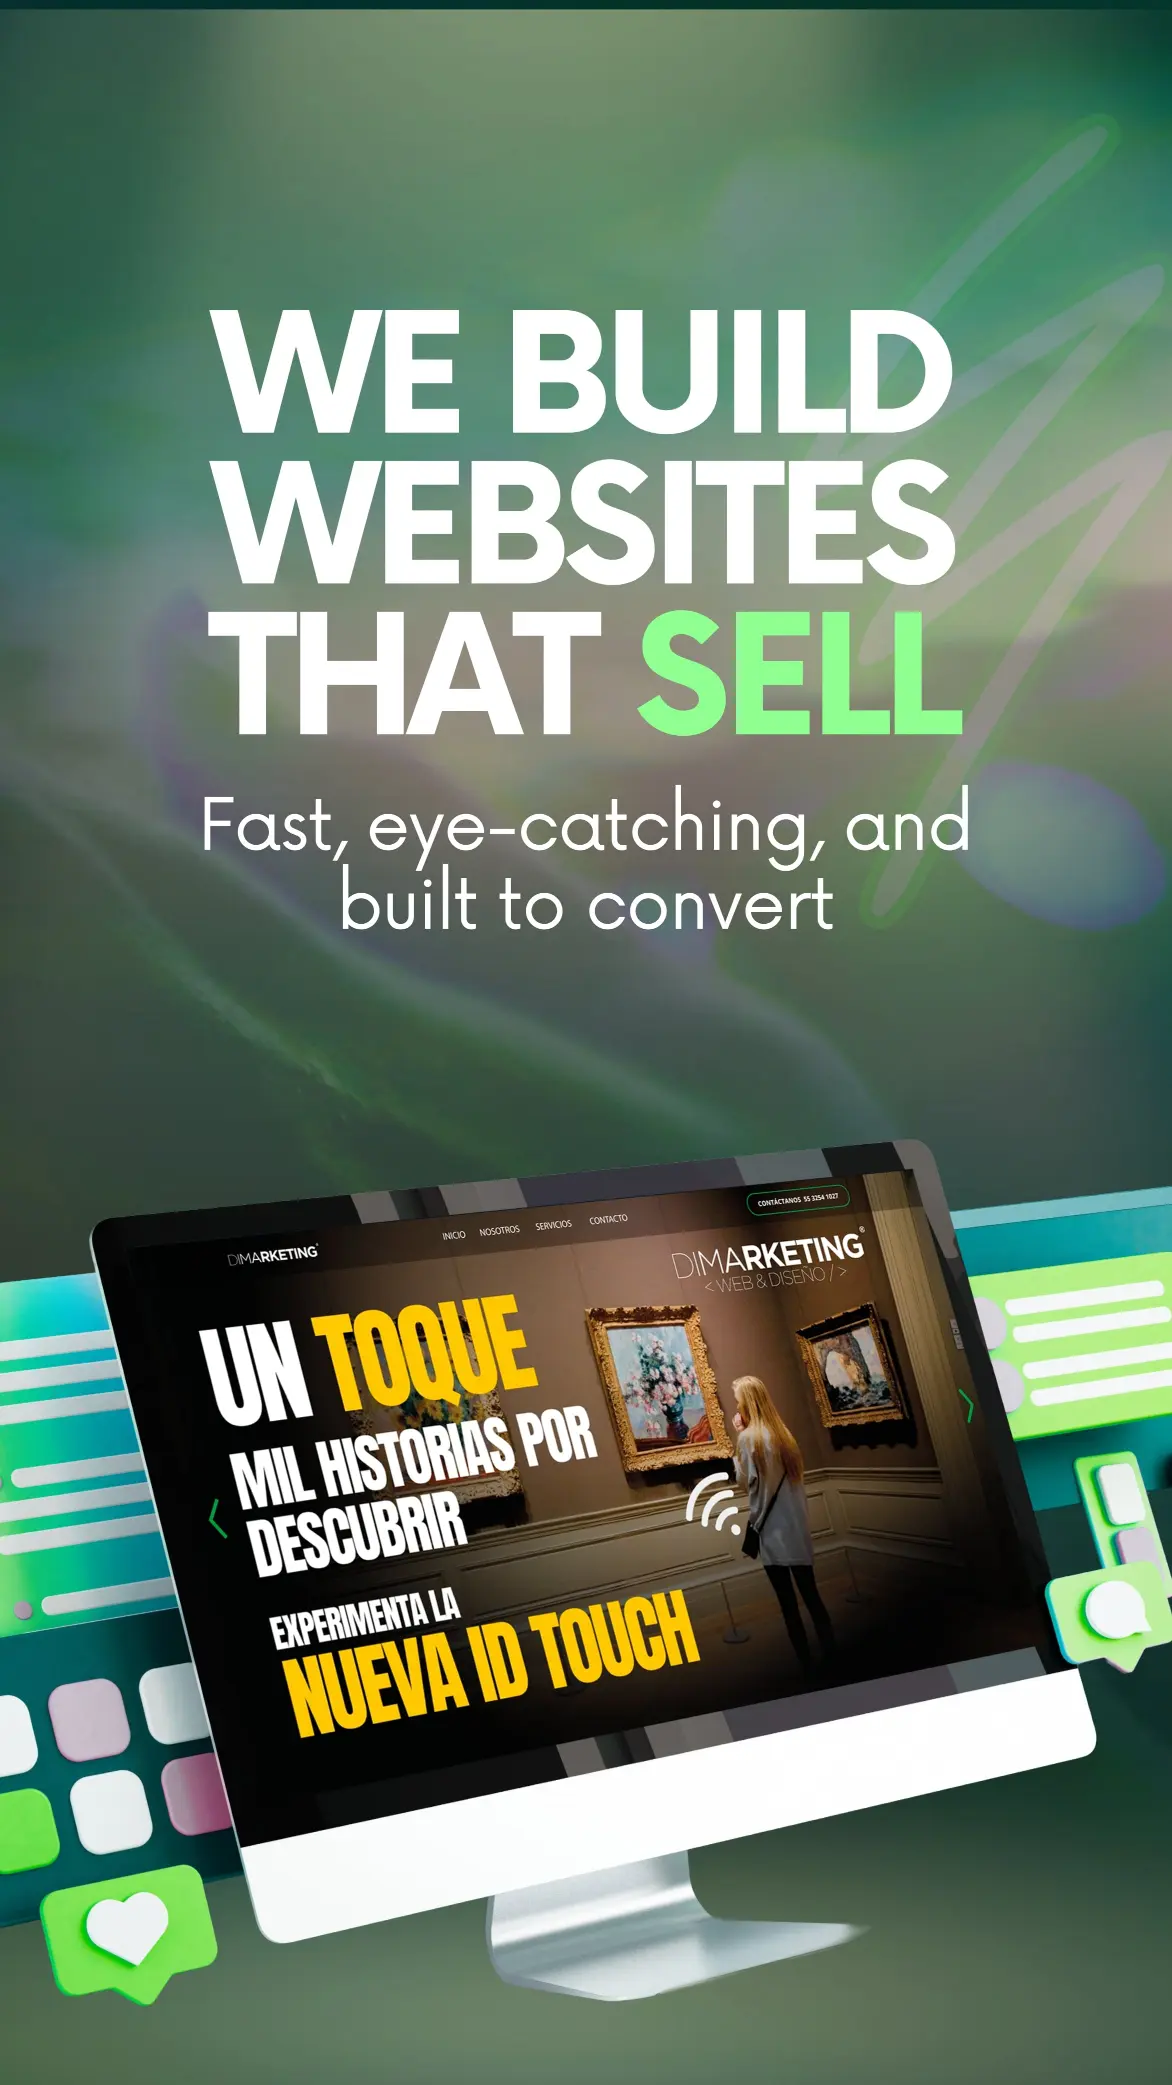 WE BUILD
WEBSITES
THAT SELL
Fast, eye-catching, and
built to convert
DIMARKETING
INICIO NOSOTROS SERVICIOS CONTACTO
CONTÁCTANOS 55 3254 1027
DIMARKETING®
<WEB & DISEÑO />
UN TOQUE
MIL HISTORIAS POR
DESCUBRIR
EXPERIMENTA LA
NUEVA ID TOUCH